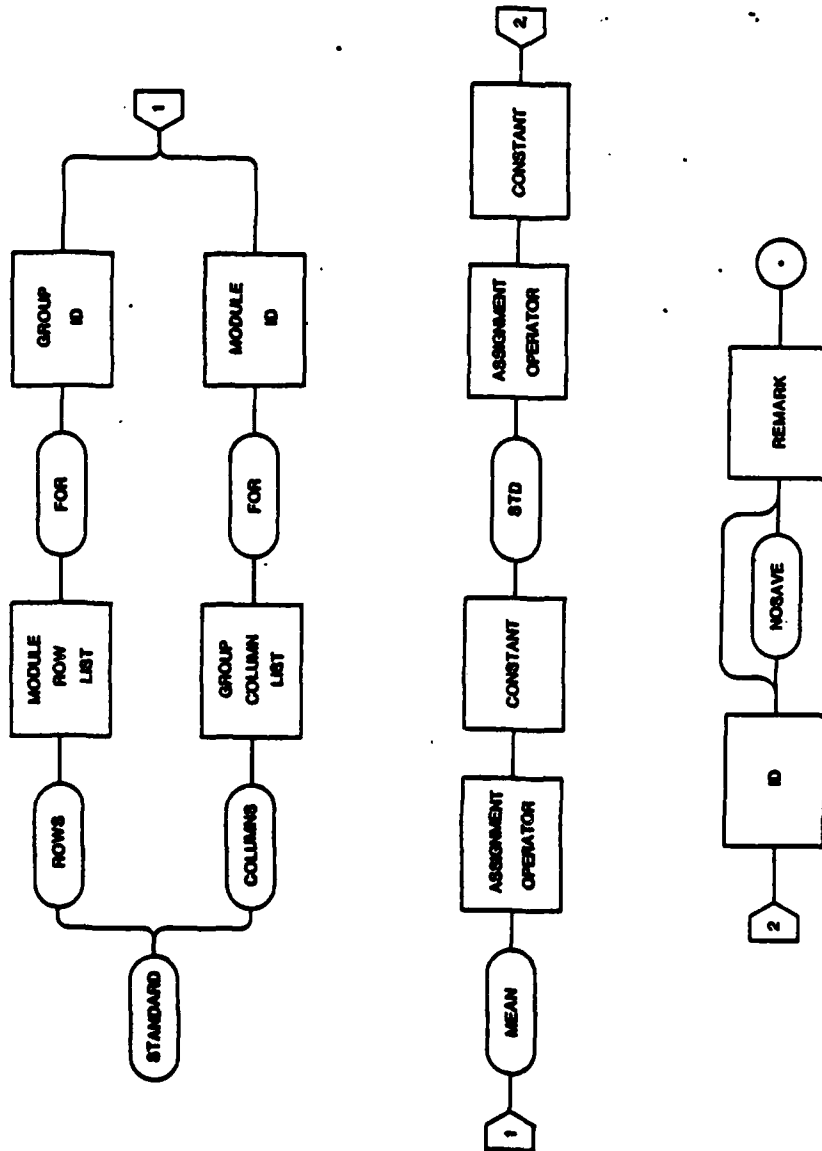 STANDARD
ROWS
MODULE
ROW
LIST
FOR
GROUP
ID
COLUMNS
GROUP
COLUMN
LIST
FOR
MODULE
ID
1
1
MEAN
ASSIGNMENT
OPERATOR
CONSTANT
STD
ASSIGNMENT
OPERATOR
CONSTANT
2
2
ID
NOSAVE
REMARK